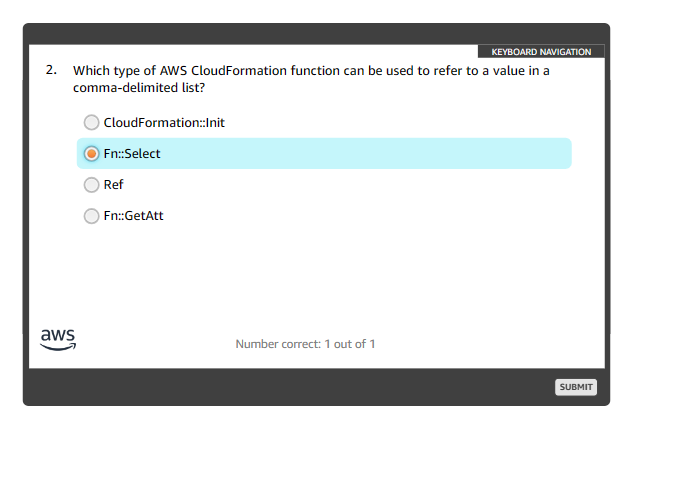 KEYBOARD NAVIGATION
2. Which type of AWS CloudFormation function can be used to refer to a value in a
comma-delimited list?
CloudFormation::Init
Fn::Select
Ref
Fn::GetAtt
aws
Number correct: 1 out of 1
SUBMIT